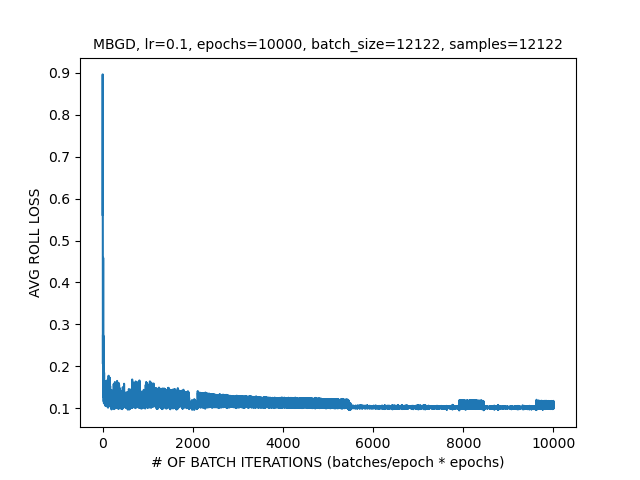 MBGD, lr=0.1, epochs=10000, batch_size=12122, samples=12122
AVG ROLL LOSS
0.9
0.8
0.7
0.6
0.5
0.4
0.3
0.2
0.1
0 2000 4000 6000 8000 10000
# OF BATCH ITERATIONS (batches/epoch * epochs)